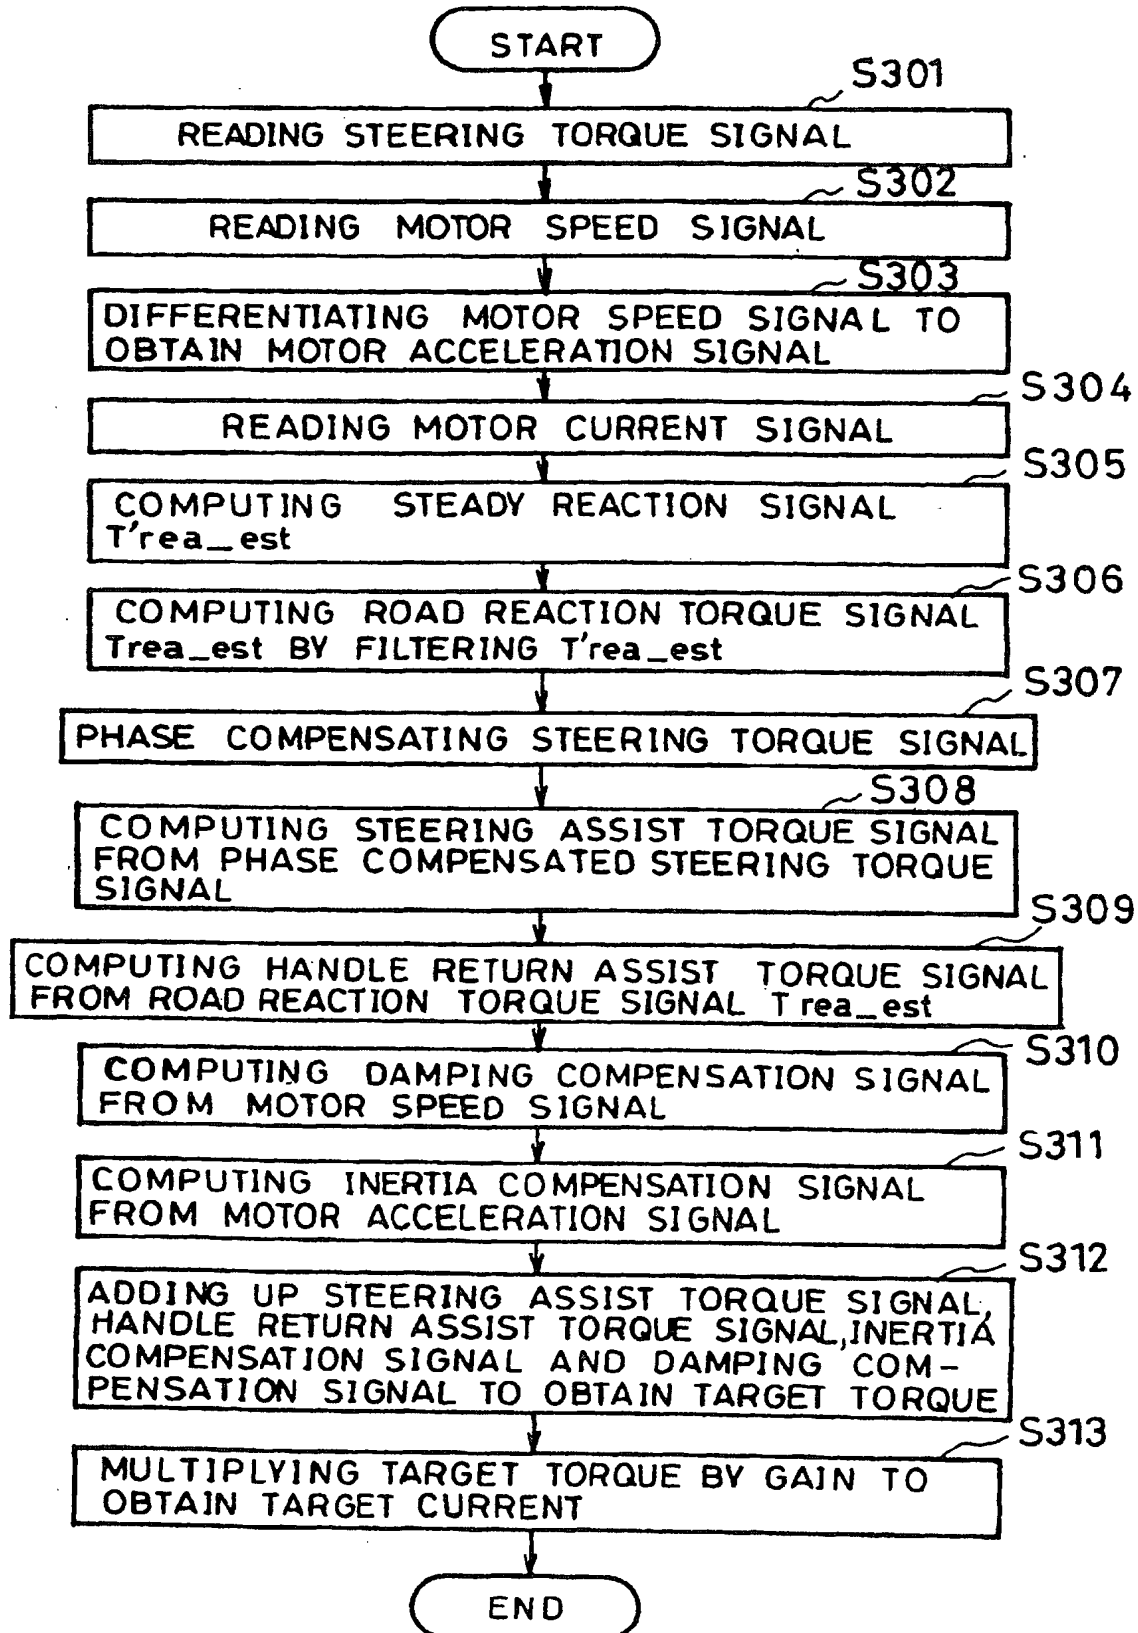 START
S301
READING STEERING TORQUE SIGNAL
S302
READING MOTOR SPEED SIGNAL
S303
DIFFERENTIATING MOTOR SPEED SIGNAL TO
OBTAIN MOTOR ACCELERATION SIGNAL
S304
READING MOTOR CURRENT SIGNAL
S305
COMPUTING STEADY REACTION SIGNAL
T'rea_est
S306
COMPUTING ROAD REACTION TORQUE SIGNAL
Trea_est BY FILTERING T'rea_est
S307
PHASE COMPENSATING STEERING TORQUE SIGNAL
S308
COMPUTING STEERING ASSIST TORQUE SIGNAL
FROM PHASE COMPENSATED STEERING TORQUE
SIGNAL
S309
COMPUTING HANDLE RETURN ASSIST TORQUE SIGNAL
FROM ROAD REACTION TORQUE SIGNAL Trea_est
S310
COMPUTING DAMPING COMPENSATION SIGNAL
FROM MOTOR SPEED SIGNAL
S311
COMPUTING INERTIA COMPENSATION SIGNAL
FROM MOTOR ACCELERATION SIGNAL
S312
ADDING UP STEERING ASSIST TORQUE SIGNAL,
HANDLE RETURN ASSIST TORQUE SIGNAL,INERTIA
COMPENSATION SIGNAL AND DAMPING COM-
PENSATION SIGNAL TO OBTAIN TARGET TORQUE
S313
MULTIPLYING TARGET TORQUE BY GAIN TO
OBTAIN TARGET CURRENT
END